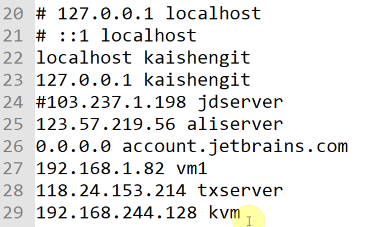 20 # 127.0.0.1 localhost
21 # ::1 localhost
22 localhost kaishengit
23 127.0.0.1 kaishengit
24 #103.237.1.198 jdserver
25 123.57.219.56 aliserver
26 0.0.0.0 account.jetbrains.com
27 192.168.1.82 vm1
28 118.24.153.214 txserver
29 192.168.244.128 kvm